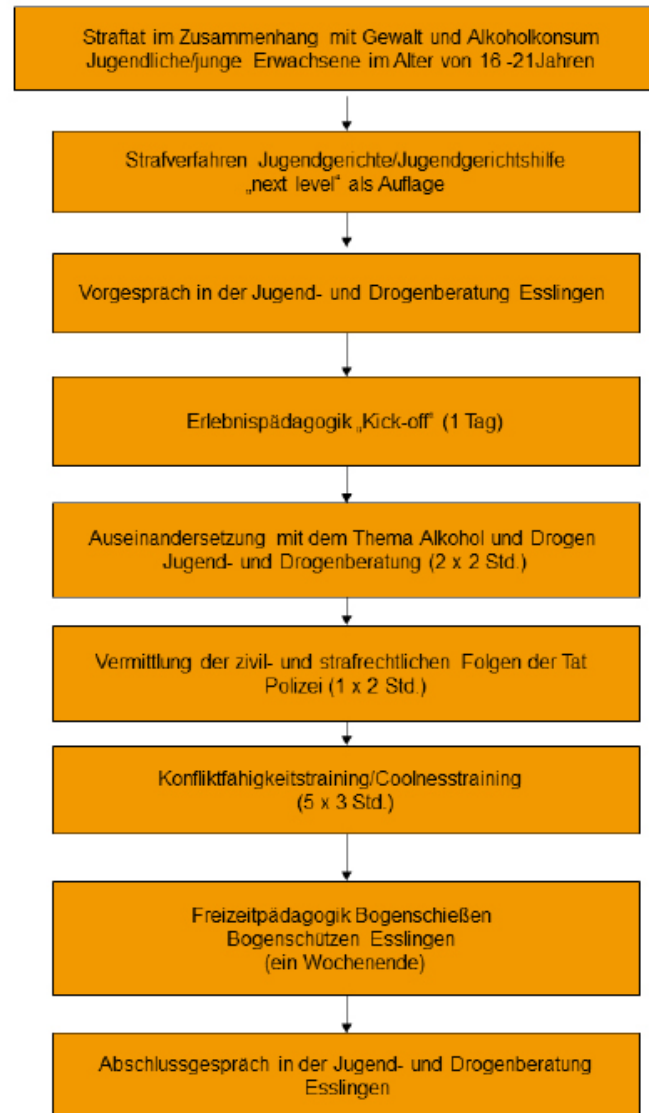 Straftat im Zusammenhang mit Gewalt und Alkoholkonsum
Jugendliche/junge Erwachsene im Alter von 16 -21Jahren
Strafverfahren Jugendgerichte/Jugendgerichtshilfe
„next level“ als Auflage
Vorgespräch in der Jugend- und Drogenberatung Esslingen
Erlebnispädagogik „Kick-off“ (1 Tag)
Auseinandersetzung mit dem Thema Alkohol und Drogen
Jugend- und Drogenberatung (2 x 2 Std.)
Vermittlung der zivil- und strafrechtlichen Folgen der Tat
Polizei (1 x 2 Std.)
Konfliktfähigkeitstraining/Coolnesstraining
(5 x 3 Std.)
Freizeitpädagogik Bogenschießen
Bogenschützen Esslingen
(ein Wochenende)
Abschlussgespräch in der Jugend- und Drogenberatung
Esslingen